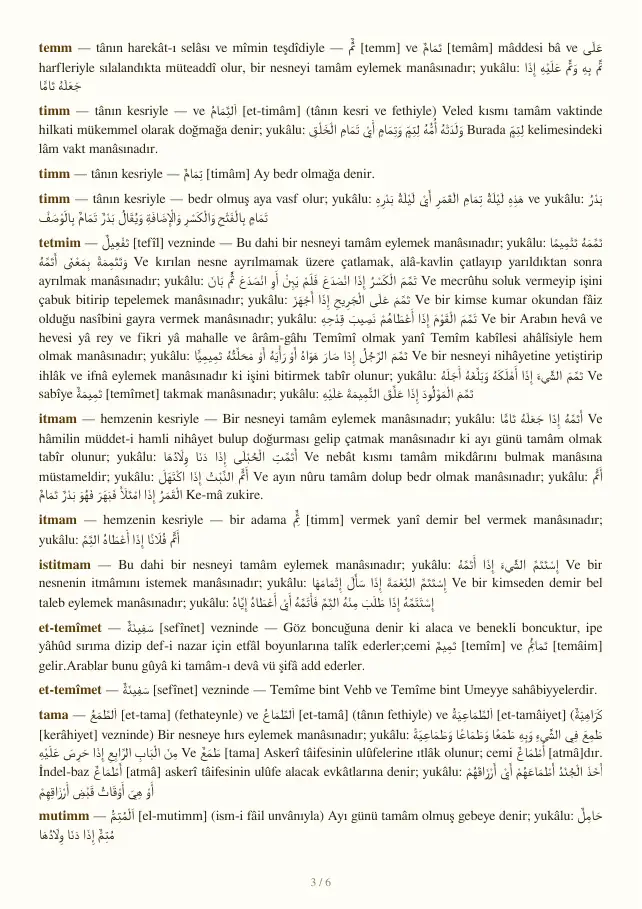 temm — tânın harekât-ı selâsı ve mîmin teşdîdiyle — تَمٌّ [temm] ve تَمَامٌ [temâm] mâddesi bâ ve عَلَى
harfleriyle sılalandıkta müteaddî olur, bir nesneyi tamâm eylemek manâsınadır; yukâlu: تَمَّ بِهِ وَتَمَّ عَلَيْهِ إِذَا
جَعَلَهُ تَامًّا
timm — tânın kesriyle — ve اَلتِّمَامُ [et-timâm] (tânın kesri ve fethiyle) Veled kısmı tamâm vaktinde
hilkati mükemmel olarak doğmağa denir; yukâlu: وَلَدَتْهُ أُمُّهُ لِتِمٍّ وَتِمَامٍ أَيْ تَمَامِ الْخَلْقِ Burada لِتِمٍّ kelimesindeki
lâm vakt manâsınadır.
timm — tânın kesriyle — تِمَامٌ [timâm] Ay bedr olmağa denir.
timm — tânın kesriyle — bedr olmuş aya vasf olur; yukâlu: هَذِهِ لَيْلَةُ تِمَامِ الْقَمَرِ أَيْ لَيْلَةُ بَدْرِهِ ve yukâlu: بَدْرُ
تَمَامٍ بِالْفَتْحِ وَالْكَسْرِ وَالْإِضَافَةِ وَيُقَالُ بَدْرٌ تَمَامٌ بِالْوَصْفِ
tetmim — تَفْعِيلٌ [tefîl] vezninde — Bu dahi bir nesneyi tamâm eylemek manâsınadır; yukâlu: تَمَّمَهُ تَتْمِيمًا
وَتَتِمَّةً بِمَعْنَى أَتَمَّهُ Ve kırılan nesne ayrılmamak üzere çatlamak, alâ-kavlin çatlayıp yarıldıktan sonra
ayrılmak manâsınadır; yukâlu: تَمَّمَ الْكَسْرُ إِذَا انْصَدَعَ فَلَمْ يَبِنْ أَوِ انْصَدَعَ ثُمَّ بَانَ Ve mecrûhu soluk vermeyip işini
çabuk bitirip tepelemek manâsınadır; yukâlu: تَمَّمَ عَلَى الْجَرِيحِ إِذَا أَجْهَزَ Ve bir kimse kumar okundan fâiz
olduğu nasîbini gayra vermek manâsınadır; yukâlu: تَمَّمَ الْقَوْمَ إِذَا أَعْطَاهُمْ نَصِيبَ قِدْحِهِ Ve bir Arabın hevâ ve
hevesi yâ rey ve fikri yâ mahalle ve ârâm-gâhı Temîmî olmak yanî Temîm kabîlesi ahâlîsiyle hem
olmak manâsınadır; yukâlu: تَمَّمَ الرَّجُلُ إِذَا صَارَ هَوَاهُ أَوْ رَأْيُهُ أَوْ مَحَلَّتُهُ تَمِيمِيًّا Ve bir nesneyi nihâyetine yetiştirip
ihlâk ve ifnâ eylemek manâsınadır ki işini bitirmek tabîr olunur; yukâlu: تَمَّمَ الشَّيْءَ إِذَا أَهْلَكَهُ وَبَلَّغَهُ أَجَلَهُ Ve
sabîye تَمِيمَةٌ [temîmet] takmak manâsınadır; yukâlu: تَمَّمَ الْمَوْلُودَ إِذَا عَلَّقَ التَّمِيمَةَ عَلَيْهِ
itmam — hemzenin kesriyle — Bir nesneyi tamâm eylemek manâsınadır; yukâlu: أَتَمَّهُ إِذَا جَعَلَهُ تَامًّا Ve
hâmilin müddet-i hamli nihâyet bulup doğurması gelip çatmak manâsınadır ki ayı günü tamâm olmak
tabîr olunur; yukâlu: أَتَمَّتِ الْحُبْلَى إِذَا دَنَا وِلَادُهَا Ve nebât kısmı tamâm mikdârını bulmak manâsına
müstameldir; yukâlu: أَتَمَّ النَّبْتُ إِذَا اكْتَهَلَ Ve ayın nûru tamâm dolup bedr olmak manâsınadır; yukâlu: أَتَمَّ
الْقَمَرُ إِذَا امْتَلَأَ فَبَهَرَ فَهُوَ بَدْرُ تَمَامٍ Ke-mâ zukire.
itmam — hemzenin kesriyle — bir adama تِمٌّ [timm] vermek yanî demir bel vermek manâsınadır;
yukâlu: أَتَمَّ فُلَانًا إِذَا أَعْطَاهُ التِّمَّ
istitmam — Bu dahi bir nesneyi tamâm eylemek manâsınadır; yukâlu: إِسْتَتَمَّ الشَّيْءَ إِذَا أَتَمَّهُ Ve bir
nesnenin itmâmını istemek manâsınadır; yukâlu: إِسْتَتَمَّ النِّعْمَةَ إِذَا سَأَلَ إِتْمَامَهَا Ve bir kimseden demir bel
taleb eylemek manâsınadır; yukâlu: إِسْتَتَمَّهُ إِذَا طَلَبَ مِنْهُ التِّمَّ فَأَتَمَّهُ أَيْ أَعْطَاهُ إِيَّاهُ
et-temîmet — سَفِينَةٌ [sefînet] vezninde — Göz boncuğuna denir ki alaca ve benekli boncuktur, ipe
yâhûd sırıma dizip def-i nazar için etfâl boyunlarına talîk ederler;cemi تَمِيمٌ [temîm] ve تَمَائِمُ [temâim]
gelir.Arablar bunu gûyâ ki tamâm-ı devâ vü şifâ add ederler.
et-temîmet — سَفِينَةٌ [sefînet] vezninde — Temîme bint Vehb ve Temîme bint Umeyye sahâbiyyelerdir.
tama — اَلطَّمَعُ [et-tama] (fethateynle) ve اَلطَّمَاعُ [et-tamâ] (tânın fethiyle) ve اَلطَّمَاعِيَةُ [et-tamâiyet] (كَرَاهِيَةٌ
[kerâhiyet] vezninde) Bir nesneye hırs eylemek manâsınadır; yukâlu: طَمِعَ فِي الشَّيْءِ وَبِهِ طَمَعًا وَطَمَاعًا وَطَمَاعِيَةً
مِنَ الْبَابِ الرَّابِعِ إِذَا حَرِصَ عَلَيْهِ Ve طَمَعٌ [tama] Askerî tâifesinin ulûfelerine ıtlâk olunur; cemi أَطْمَاعٌ [atmâ]dır.
İndel-baz أَطْمَاعٌ [atmâ] askerî tâifesinin ulûfe alacak evkâtlarına denir; yukâlu: أَخَذَ الْجُنْدُ أَطْمَاعَهُمْ أَيْ أَرْزَاقَهُمْ
أَوْ هِيَ أَوْقَاتُ قَبْضِ أَرْزَاقِهِمْ
mutimm — اَلْمُتِمُّ [el-mutimm] (ism-i fâil unvânıyla) Ayı günü tamâm olmuş gebeye denir; yukâlu: حَامِلٌ
مُتِمٌّ إِذَا دَنَا وِلَادُهَا
3 / 6